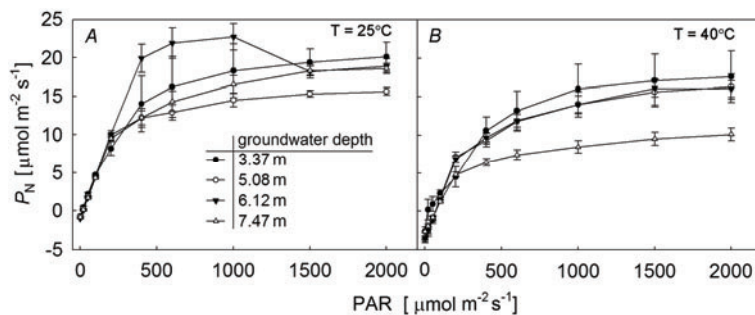 A
T = 25°C
B
T = 40°C
25
20
15
10
5
0
-5
P_N [ μmol m⁻² s⁻¹ ]
groundwater depth
3.37 m
5.08 m
6.12 m
7.47 m
0 500 1000 1500 2000 0 500 1000 1500 2000
PAR [ μmol m⁻² s⁻¹ ]